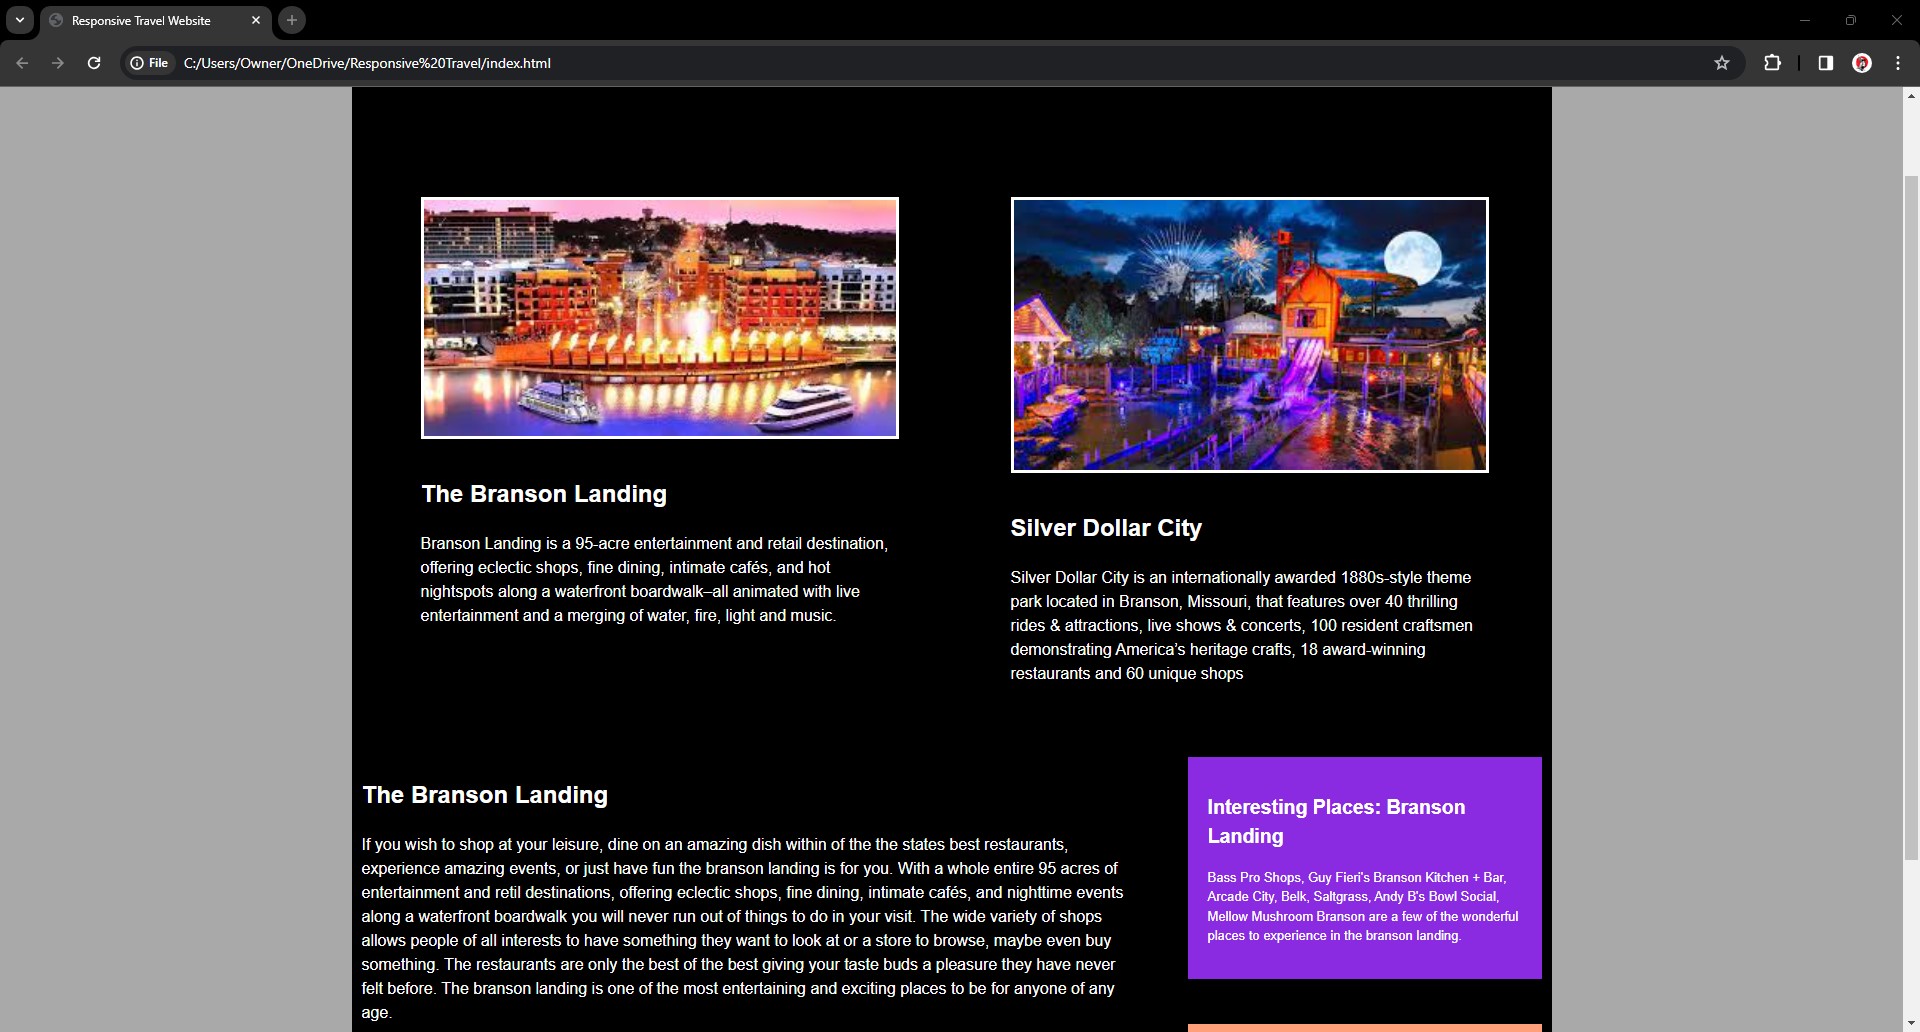 Responsive Travel Website
File
C:/Users/Owner/OneDrive/Responsive%20Travel/index.html
The Branson Landing
Branson Landing is a 95-acre entertainment and retail destination,
offering eclectic shops, fine dining, intimate cafés, and hot
nightspots along a waterfront boardwalk–all animated with live
entertainment and a merging of water, fire, light and music.
Silver Dollar City
Silver Dollar City is an internationally awarded 1880s-style theme
park located in Branson, Missouri, that features over 40 thrilling
rides & attractions, live shows & concerts, 100 resident craftsmen
demonstrating America's heritage crafts, 18 award-winning
restaurants and 60 unique shops
The Branson Landing
If you wish to shop at your leisure, dine on an amazing dish within of the the states best restaurants,
experience amazing events, or just have fun the branson landing is for you. With a whole entire 95 acres of
entertainment and retil destinations, offering eclectic shops, fine dining, intimate cafés, and nighttime events
along a waterfront boardwalk you will never run out of things to do in your visit. The wide variety of shops
allows people of all interests to have something they want to look at or a store to browse, maybe even buy
something. The restaurants are only the best of the best giving your taste buds a pleasure they have never
felt before. The branson landing is one of the most entertaining and exciting places to be for anyone of any
age.
Interesting Places: Branson
Landing
Bass Pro Shops, Guy Fieri's Branson Kitchen + Bar,
Arcade City, Belk, Saltgrass, Andy B's Bowl Social,
Mellow Mushroom Branson are a few of the wonderful
places to experience in the branson landing.